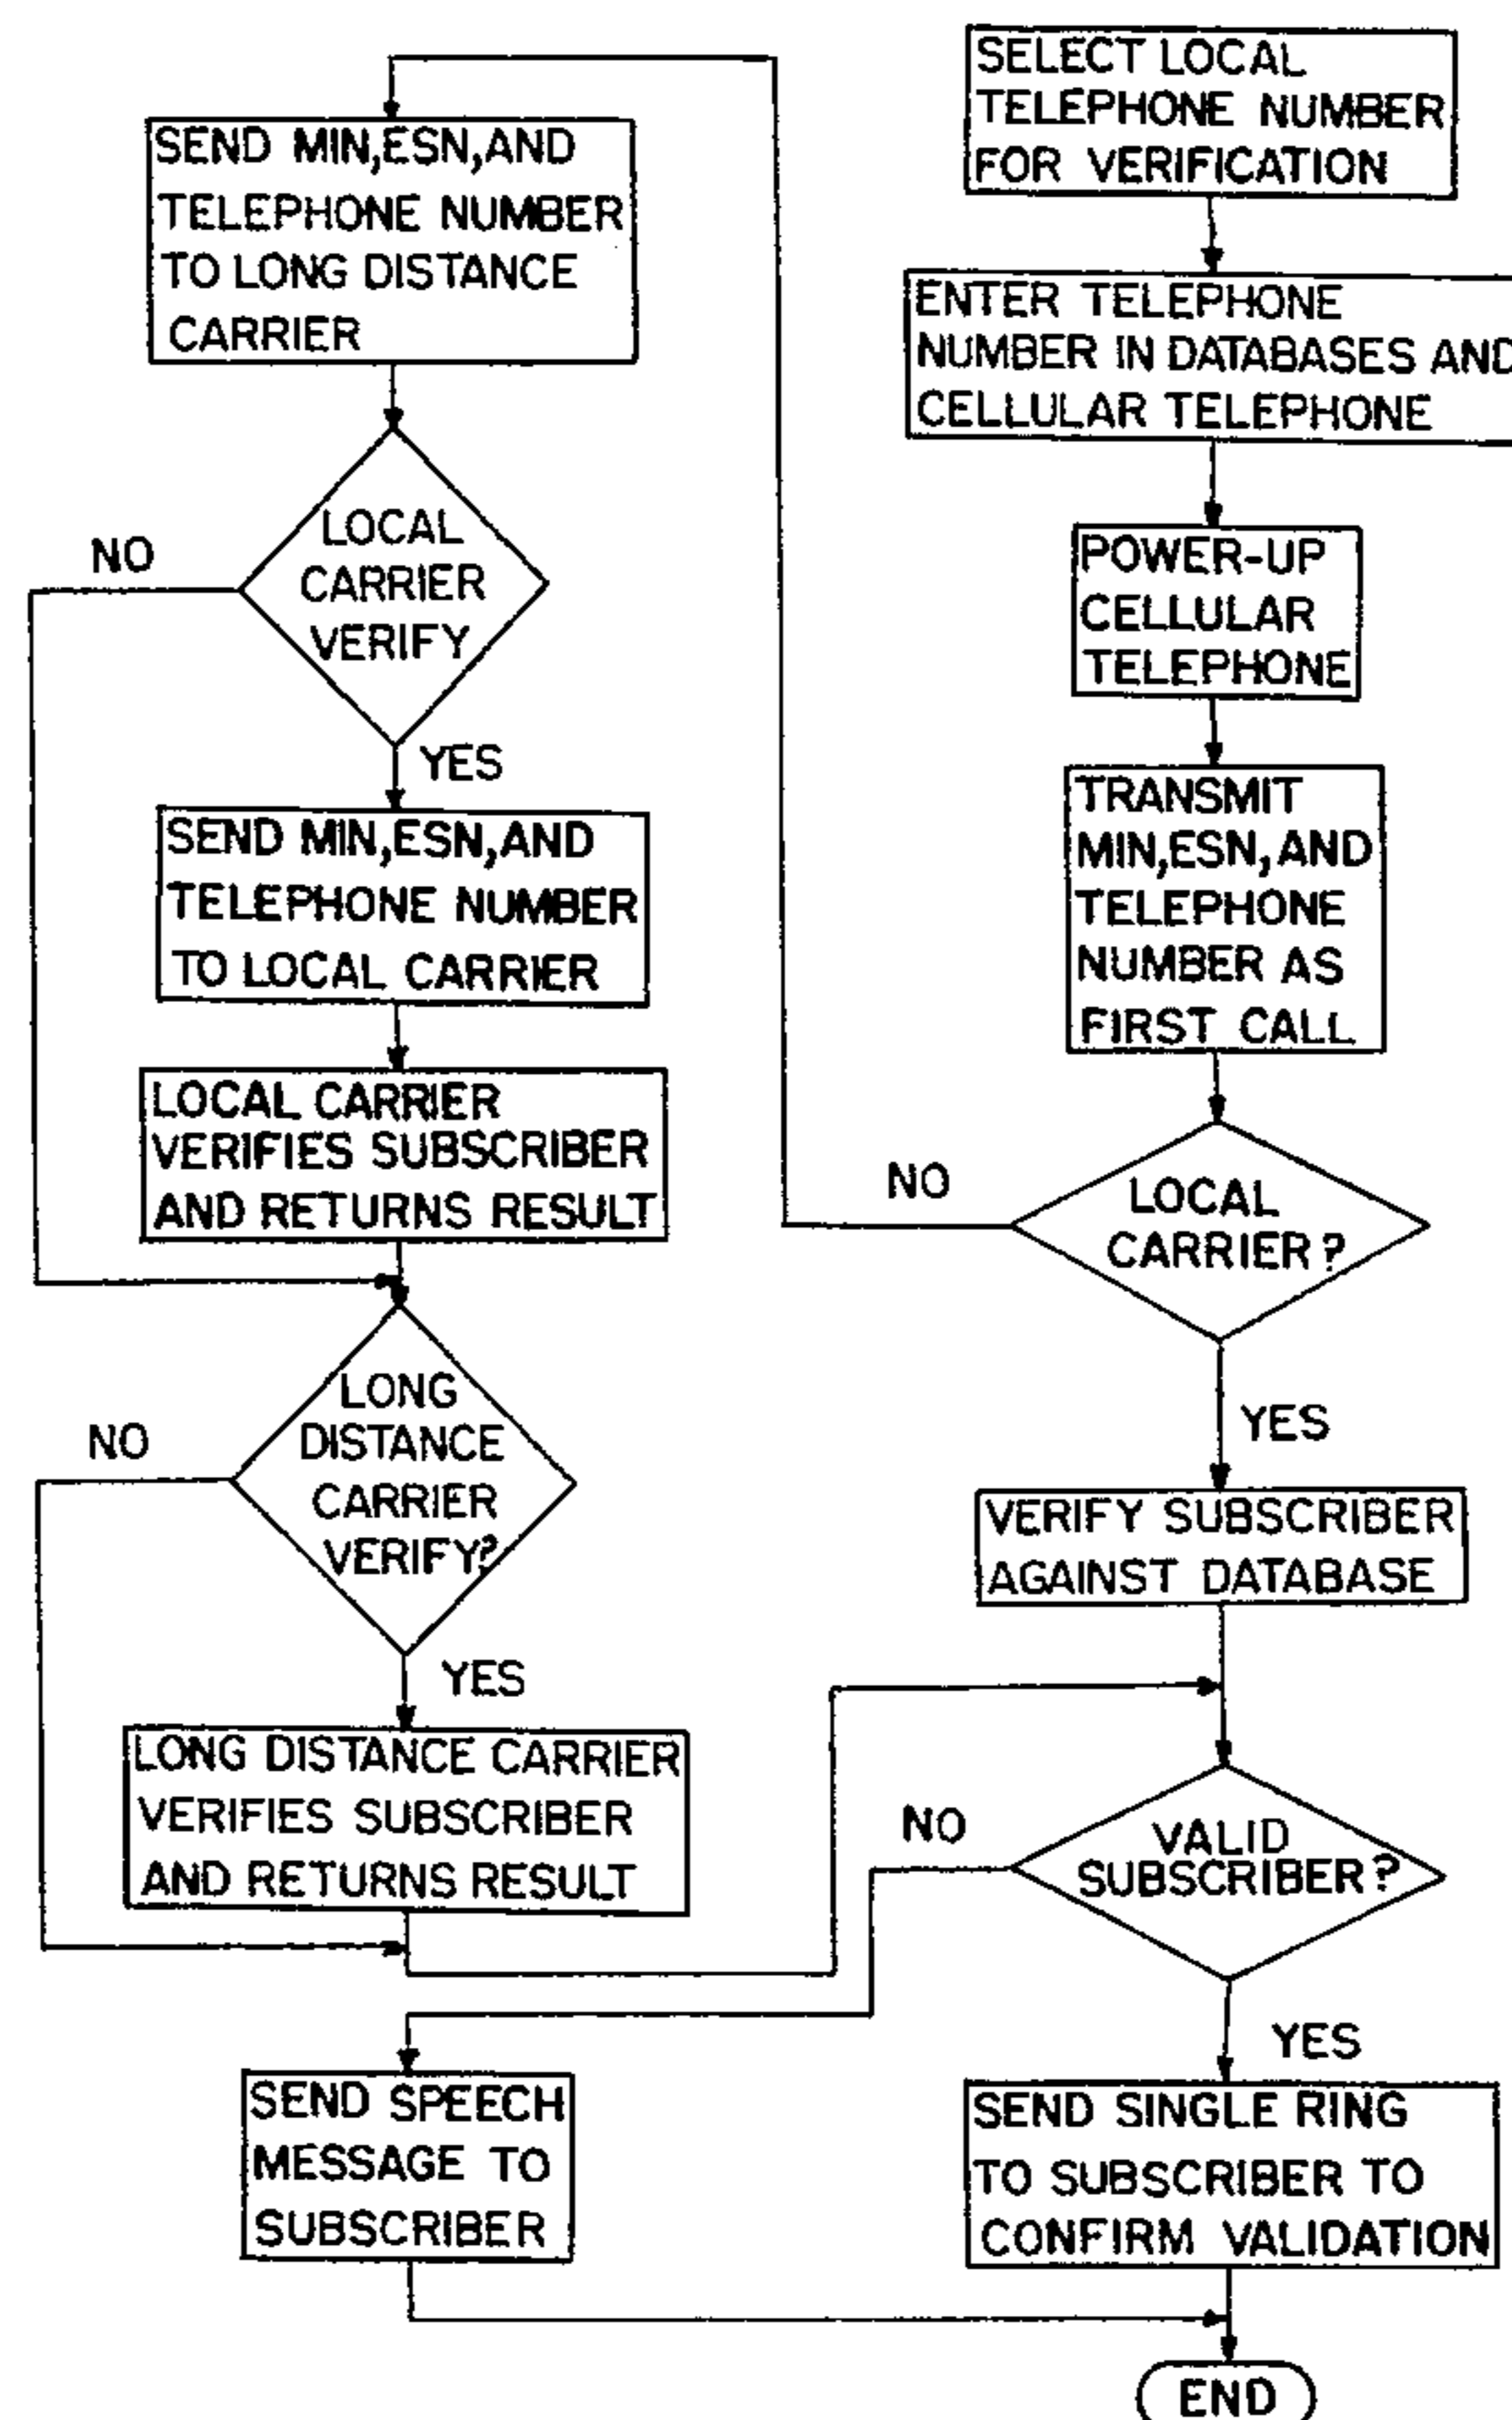 SELECT LOCAL
TELEPHONE NUMBER
FOR VERIFICATION
ENTER TELEPHONE
NUMBER IN DATABASES AND
CELLULAR TELEPHONE
POWER-UP
CELLULAR
TELEPHONE
TRANSMIT
MIN,ESN,AND
TELEPHONE
NUMBER AS
FIRST CALL
LOCAL
CARRIER?
NO
YES
VERIFY SUBSCRIBER
AGAINST DATABASE
VALID
SUBSCRIBER?
NO
YES
SEND SINGLE RING
TO SUBSCRIBER TO
CONFIRM VALIDATION
END
SEND MIN,ESN,AND
TELEPHONE NUMBER
TO LONG DISTANCE
CARRIER
LOCAL
CARRIER
VERIFY
NO
YES
SEND MIN,ESN,AND
TELEPHONE NUMBER
TO LOCAL CARRIER
LOCAL CARRIER
VERIFIES SUBSCRIBER
AND RETURNS RESULT
LONG
DISTANCE
CARRIER
VERIFY?
NO
YES
LONG DISTANCE CARRIER
VERIFIES SUBSCRIBER
AND RETURNS RESULT
SEND SPEECH
MESSAGE TO
SUBSCRIBER